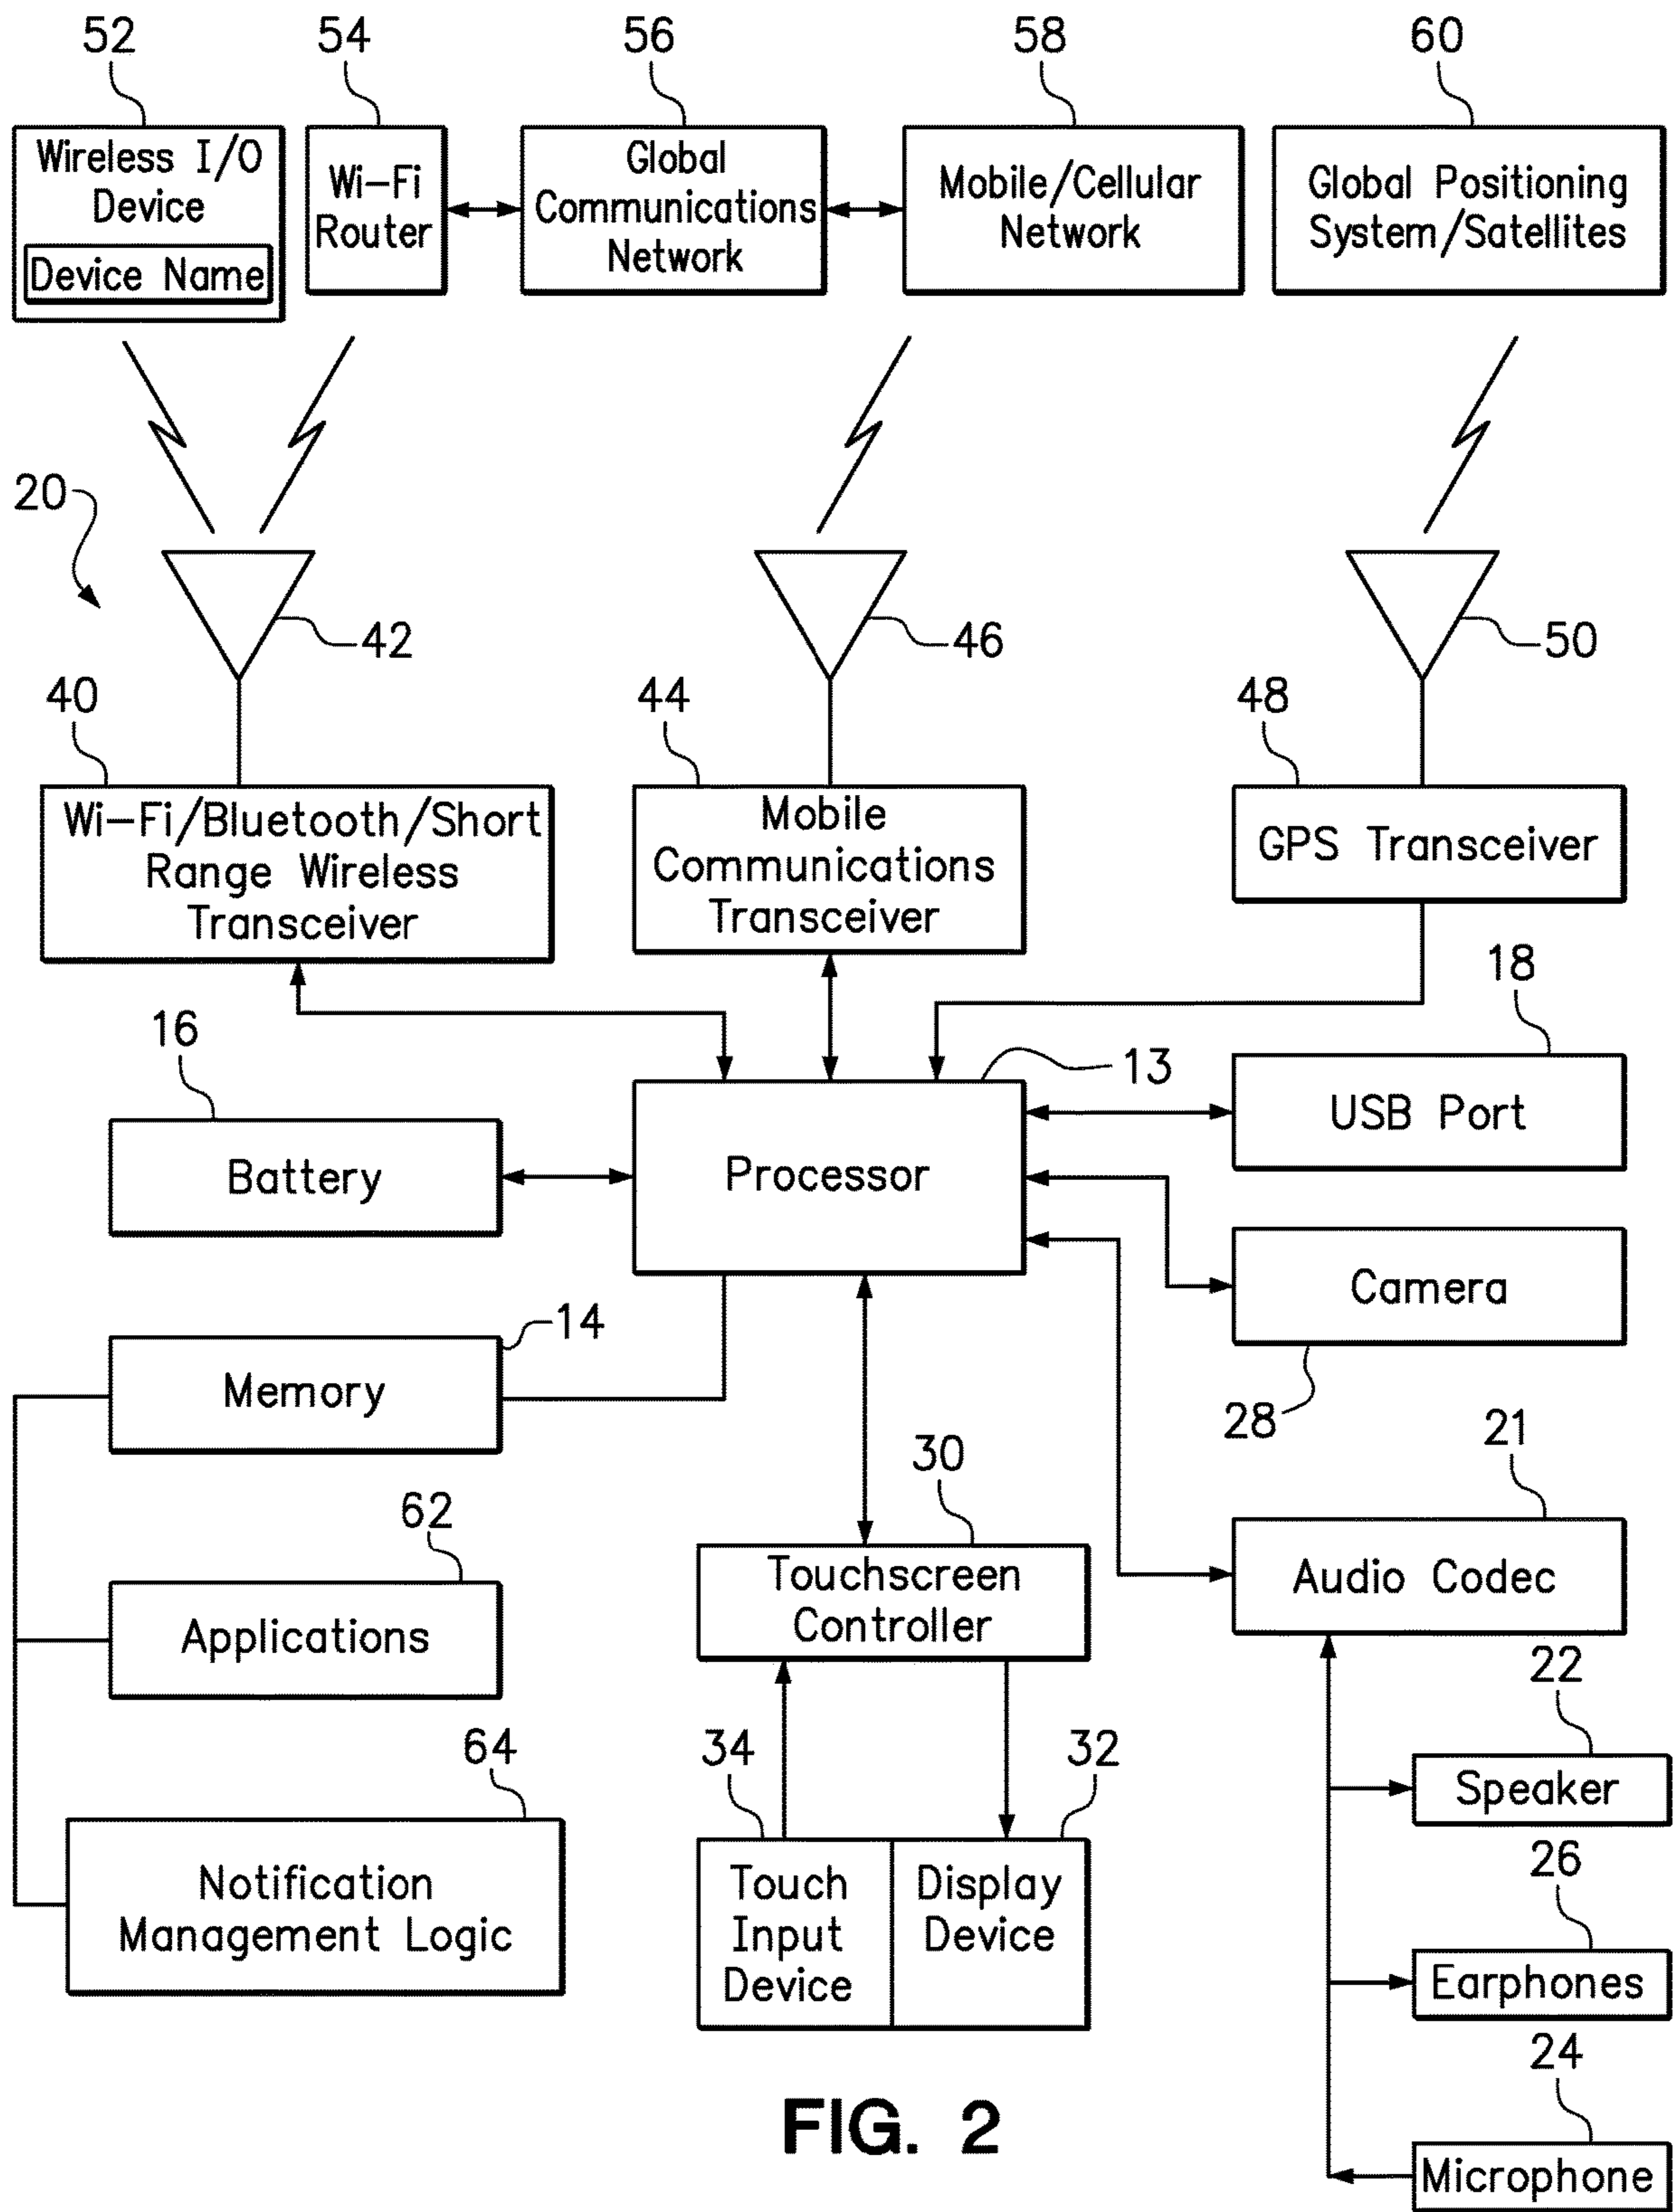 52
54
56
58
60
Wireless I/O
Device
Device Name
Wi-Fi
Router
Global
Communications
Network
Mobile/Cellular
Network
Global Positioning
System/Satellites
20
42
46
50
40
44
48
Wi-Fi/Bluetooth/Short
Range Wireless
Transceiver
Mobile
Communications
Transceiver
GPS Transceiver
18
16
13
USB Port
Battery
Processor
Camera
14
Memory
28
21
30
62
Touchscreen
Controller
Audio Codec
Applications
22
64
34
32
Speaker
Notification
Management Logic
Touch
Input
Device
Display
Device
26
Earphones
24
Microphone
FIG. 2